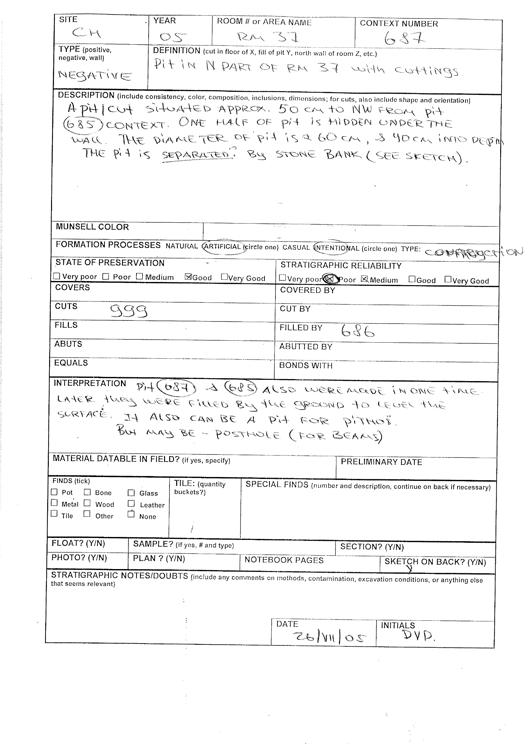 SITE YEAR ROOM # or AREA NAME CONTEXT NUMBER
CH 05 RM 37 687
TYPE (positive, negative, wall) DEFINITION (cut in floor of X, fill of pit Y, north wall of room Z, etc.)
NEGATIVE Pit in N PART OF RM 37 with cuttings
DESCRIPTION (include consistency, color, composition, inclusions, dimensions; for cuts, also include shape and orientation)
A pit/cut SITUATED APPROX. 50 cm to NW FROM pit
(685) CONTEXT. ONE HALF OF pit IS HIDDEN UNDER THE
WALL. THE DIAMETER OF pit is a 60 cm, & 40 cm INTO DEPTH
THE pit is SEPARATED? By STONE BANK (SEE SKETCH).
MUNSELL COLOR
FORMATION PROCESSES NATURAL ARTIFICIAL (circle one) CASUAL INTENTIONAL (circle one) TYPE: CONSTRUCTION
STATE OF PRESERVATION STRATIGRAPHIC RELIABILITY
☐ Very poor ☐ Poor ☐ Medium ☒ Good ☐ Very Good ☐ Very poor ☒ Poor ☒ Medium ☐ Good ☐ Very Good
COVERS COVERED BY
CUTS 999 CUT BY
FILLS FILLED BY 686
ABUTS ABUTTED BY
EQUALS BONDS WITH
INTERPRETATION Pit (687) & (685) ALSO WERE MADE IN ONE TIME.
LATER they WERE FILLED BY the GROUND to LEVEL the
SURFACE. It ALSO CAN BE A pit FOR PITHOI.
But MAY BE - POSTHOLE (FOR BEAMS)
MATERIAL DATABLE IN FIELD? (if yes, specify) PRELIMINARY DATE
FINDS (tick) TILE: (quantity buckets?) SPECIAL FINDS (number and description, continue on back if necessary)
☐ Pot ☐ Bone ☐ Glass
☐ Metal ☐ Wood ☐ Leather
☐ Tile ☐ Other ☐ None
FLOAT? (Y/N) SAMPLE? (if yes, # and type) SECTION? (Y/N)
PHOTO? (Y/N) PLAN ? (Y/N) NOTEBOOK PAGES SKETCH ON BACK? (Y/N)
STRATIGRAPHIC NOTES/DOUBTS (include any comments on methods, contamination, excavation conditions, or anything else
that seems relevant)
DATE INITIALS
26/VII/05 DVD.